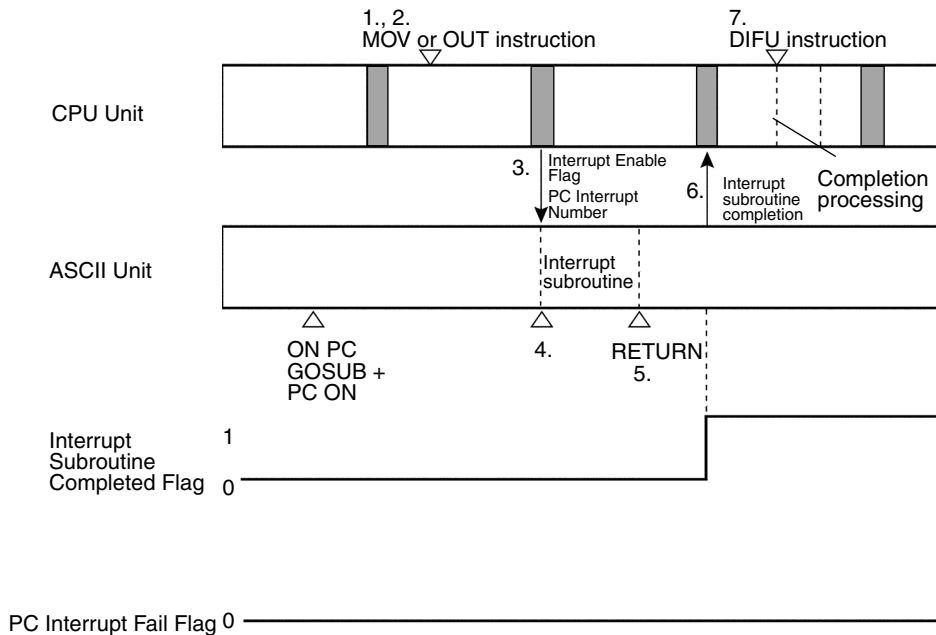 1., 2.
MOV or OUT instruction
7.
DIFU instruction
CPU Unit
3.
Interrupt Enable
Flag
PC Interrupt
Number
6.
Interrupt
subroutine
completion
Completion
processing
ASCII Unit
Interrupt
subroutine
ON PC
GOSUB +
PC ON
4.
RETURN
5.
Interrupt
Subroutine
Completed Flag
1
0
PC Interrupt Fail Flag 0